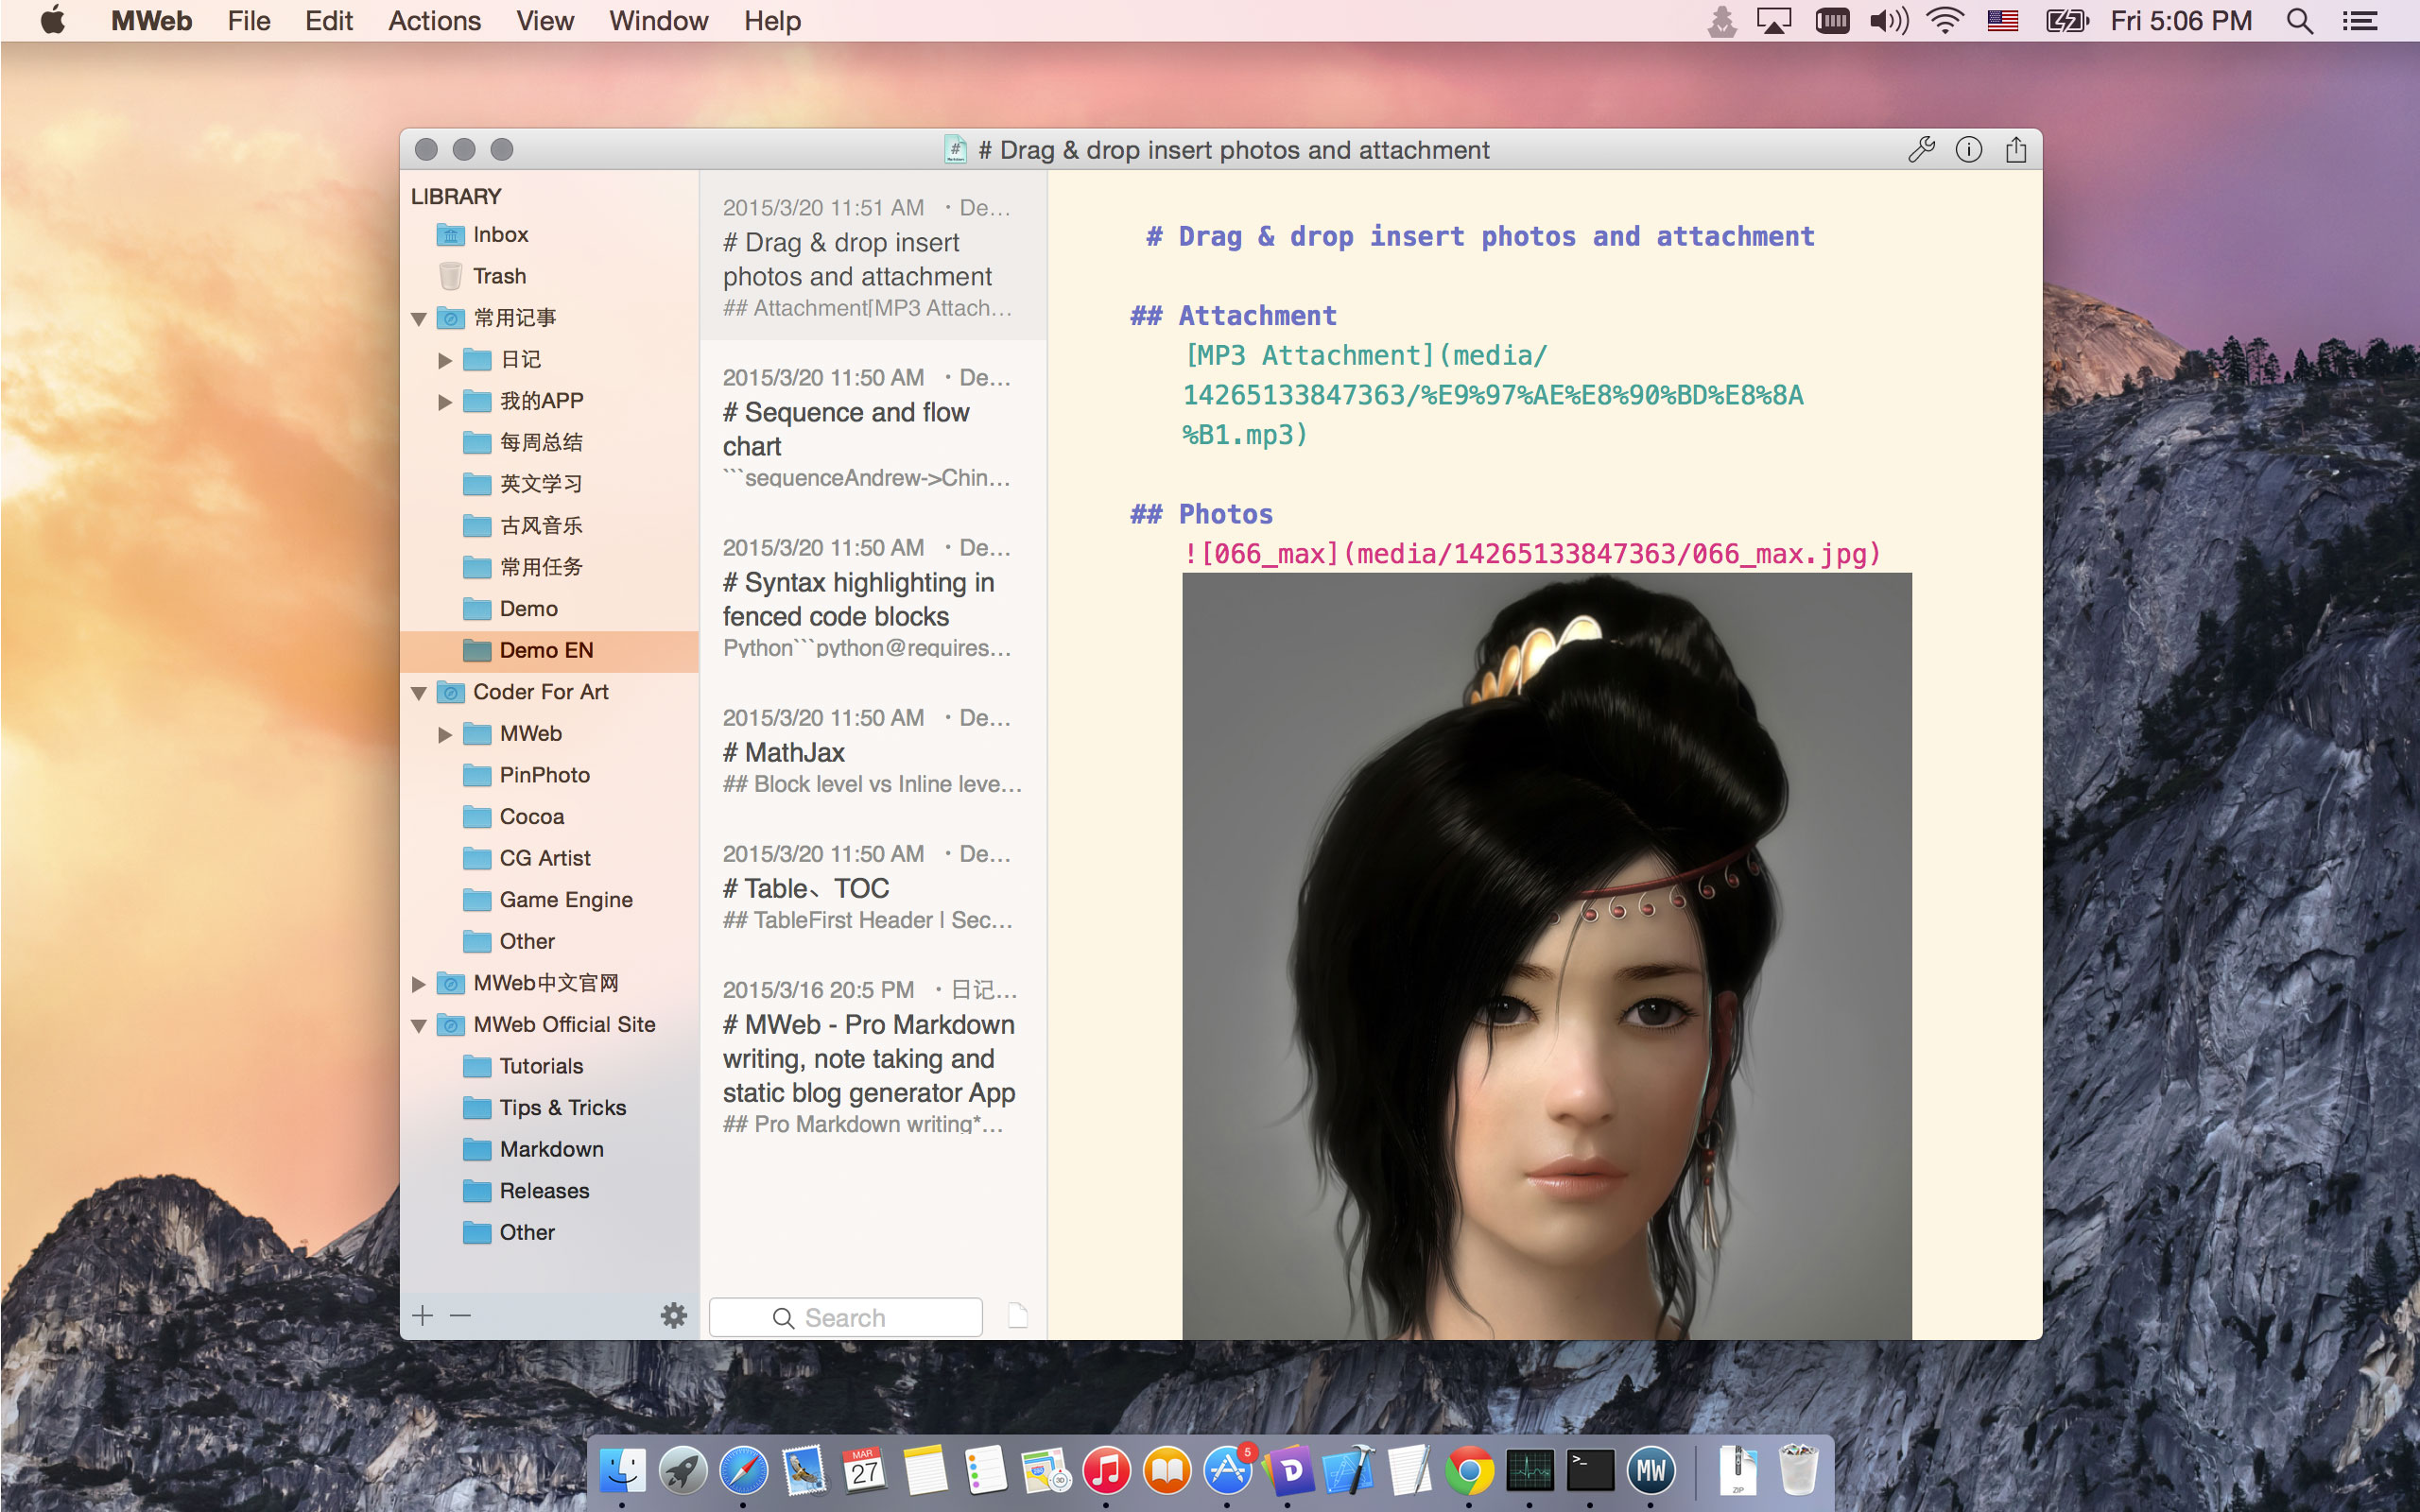 MWeb File Edit Actions View Window Help
Fri 5:06 PM
# Drag & drop insert photos and attachment
LIBRARY
Inbox
Trash
常用记事
日记
我的APP
每周总结
英文学习
古风音乐
常用任务
Demo
Demo EN
Coder For Art
MWeb
PinPhoto
Cocoa
CG Artist
Game Engine
Other
MWeb中文官网
MWeb Official Site
Tutorials
Tips & Tricks
Markdown
Releases
Other
2015/3/20 11:51 AM ・De…
# Drag & drop insert
photos and attachment
## Attachment[MP3 Attach…
2015/3/20 11:50 AM ・De…
# Sequence and flow
chart
```sequenceAndrew->Chin…
2015/3/20 11:50 AM ・De…
# Syntax highlighting in
fenced code blocks
Python```python@requires…
2015/3/20 11:50 AM ・De…
# MathJax
## Block level vs Inline leve…
2015/3/20 11:50 AM ・De…
# Table、TOC
## TableFirst Header | Sec…
2015/3/16 20:5 PM ・日记…
# MWeb - Pro Markdown
writing, note taking and
static blog generator App
## Pro Markdown writing*…
Search
# Drag & drop insert photos and attachment
## Attachment
[MP3 Attachment](media/
14265133847363/%E9%97%AE%E8%90%BD%E8%8A
%B1.mp3)
## Photos
![066_max](media/14265133847363/066_max.jpg)
MAR
27
3D
5
D
>_
MW
ZIP